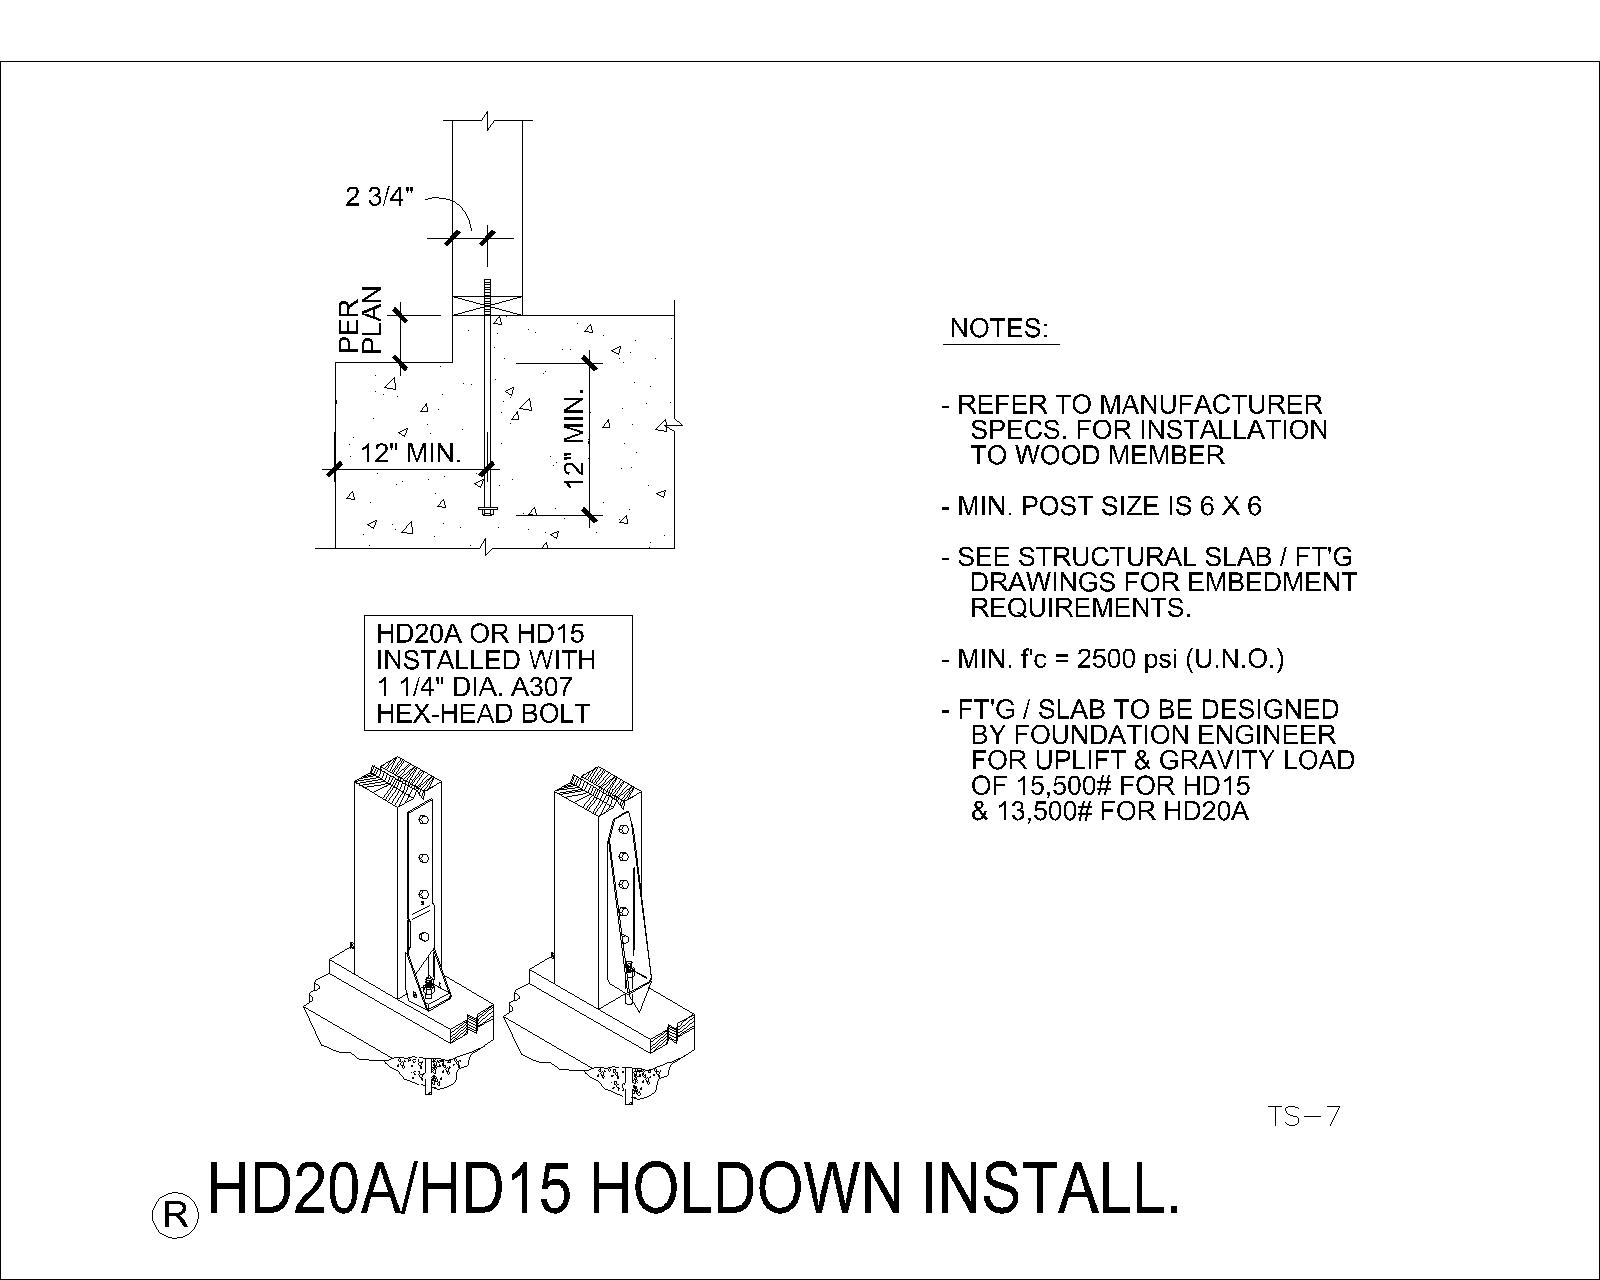 2 3/4"
PER
PLAN
12" MIN.
12" MIN.
HD20A OR HD15
INSTALLED WITH
1 1/4" DIA. A307
HEX-HEAD BOLT
NOTES:
- REFER TO MANUFACTURER
SPECS. FOR INSTALLATION
TO WOOD MEMBER
- MIN. POST SIZE IS 6 X 6
- SEE STRUCTURAL SLAB / FT'G
DRAWINGS FOR EMBEDMENT
REQUIREMENTS.
- MIN. f'c = 2500 psi (U.N.O.)
- FT'G / SLAB TO BE DESIGNED
BY FOUNDATION ENGINEER
FOR UPLIFT & GRAVITY LOAD
OF 15,500# FOR HD15
& 13,500# FOR HD20A
TS-7
R HD20A/HD15 HOLDOWN INSTALL.